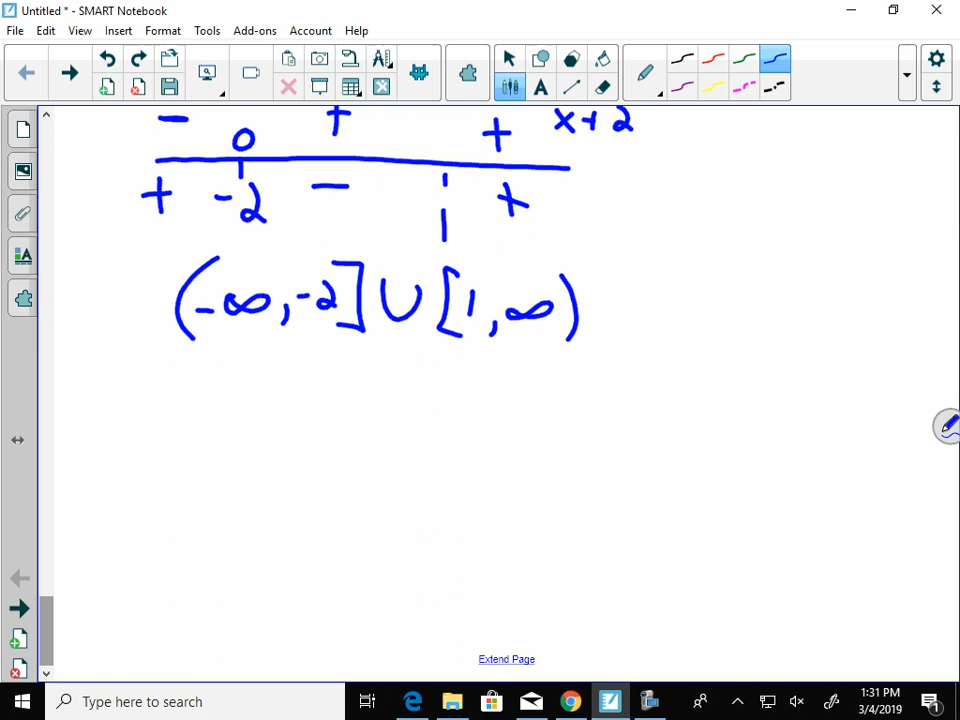 Untitled * - SMART Notebook
File Edit View Insert Format Tools Add-ons Account Help
− + + x+2
0
+ -2 − +
(-∞,-2]∪[1,∞)
Extend Page
Type here to search
1:31 PM
3/4/2019
1